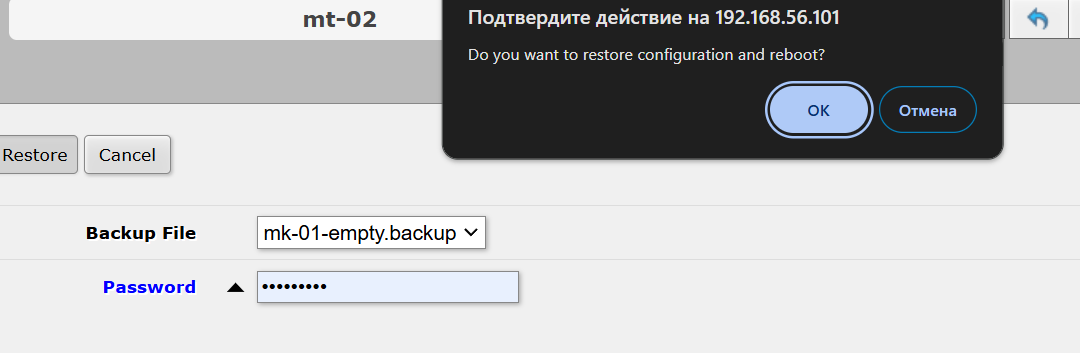 mt-02
Подтвердите действие на 192.168.56.101
Do you want to restore configuration and reboot?
ОК
Отмена
Restore
Cancel
Backup File
mk-01-empty.backup
Password
•••••••••